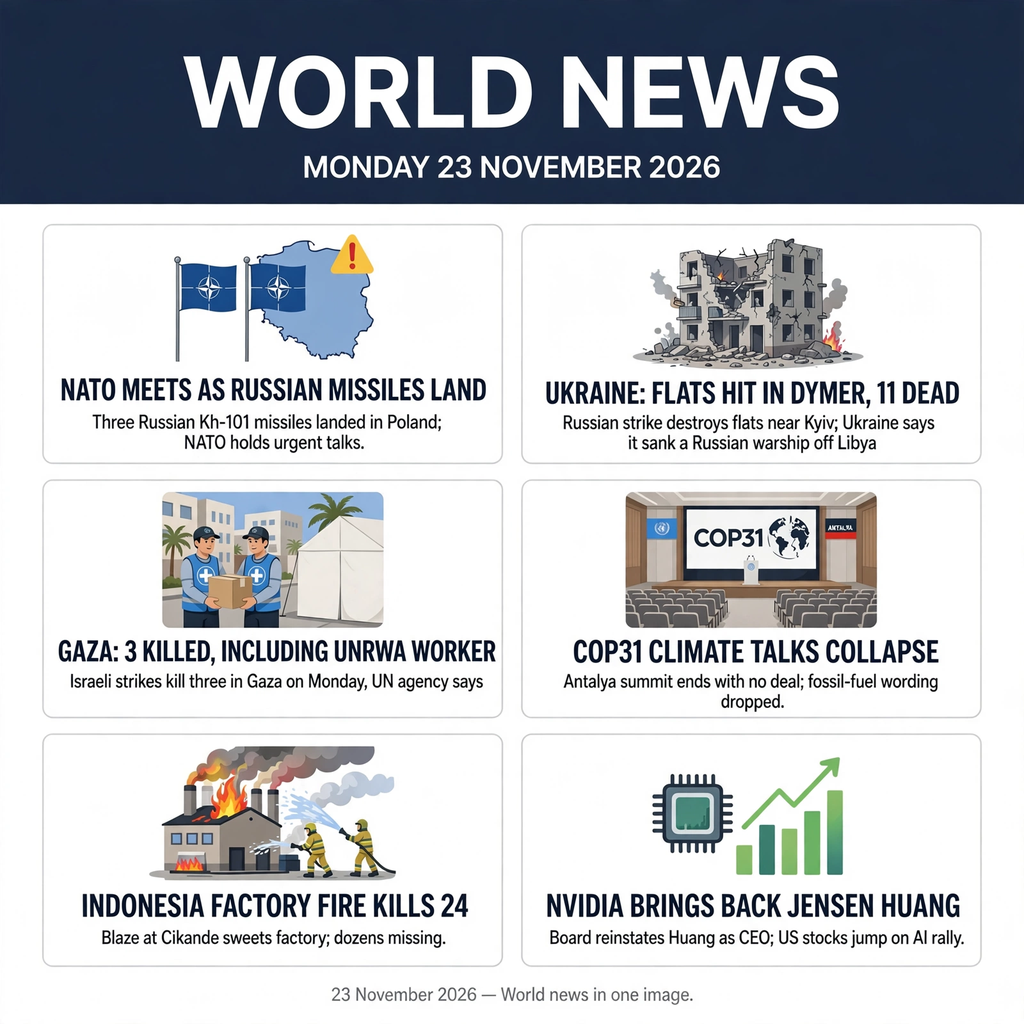 WORLD NEWS
MONDAY 23 NOVEMBER 2026
NATO MEETS AS RUSSIAN MISSILES LAND
Three Russian Kh-101 missiles landed in Poland;
NATO holds urgent talks.
UKRAINE: FLATS HIT IN DYMER, 11 DEAD
Russian strike destroys flats near Kyiv; Ukraine says
it sank a Russian warship off Libya
GAZA: 3 KILLED, INCLUDING UNRWA WORKER
Israeli strikes kill three in Gaza on Monday, UN agency says
COP31
COP31 CLIMATE TALKS COLLAPSE
Antalya summit ends with no deal; fossil-fuel wording
dropped.
INDONESIA FACTORY FIRE KILLS 24
Blaze at Cikande sweets factory; dozens missing.
NVIDIA BRINGS BACK JENSEN HUANG
Board reinstates Huang as CEO; US stocks jump on AI rally.
23 November 2026 — World news in one image.